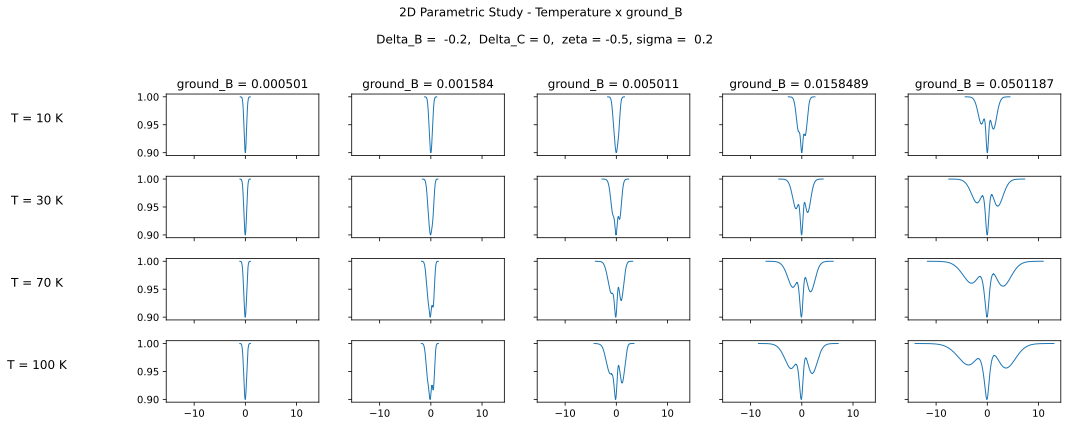 2D Parametric Study - Temperature x ground_B
Delta_B =  -0.2,  Delta_C = 0,  zeta = -0.5, sigma =  0.2
ground_B = 0.000501
ground_B = 0.001584
ground_B = 0.005011
ground_B = 0.0158489
ground_B = 0.0501187
T = 10 K
1.00
0.95
0.90
T = 30 K
1.00
0.95
0.90
T = 70 K
1.00
0.95
0.90
T = 100 K
1.00
0.95
0.90
−10 0 10
−10 0 10
−10 0 10
−10 0 10
−10 0 10